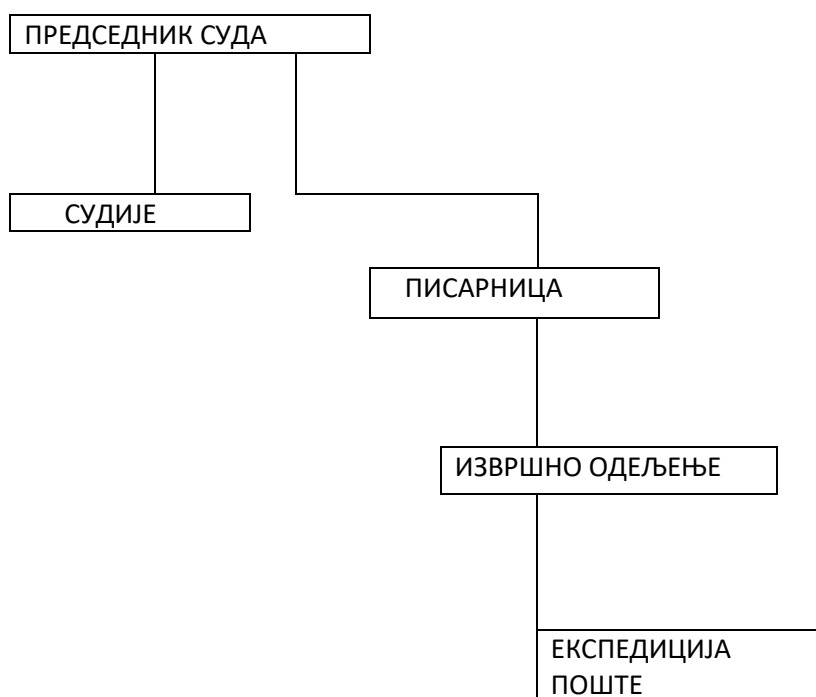 ПРЕДСЕДНИК СУДА
СУДИЈЕ
ПИСАРНИЦА
ИЗВРШНО ОДЕЉЕЊЕ
ЕКСПЕДИЦИЈА
ПОШТЕ